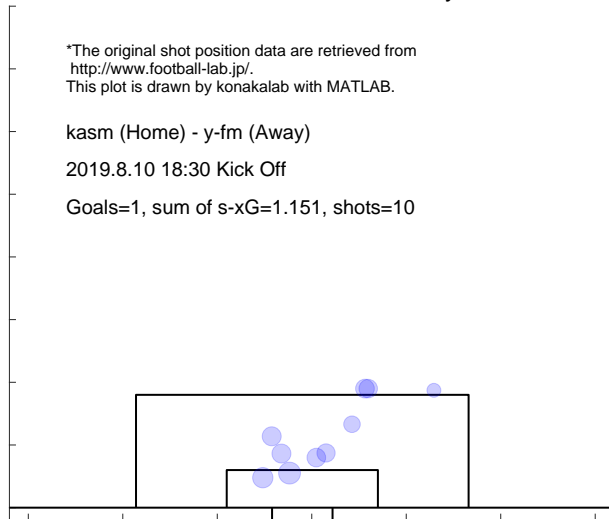 *The original shot position data are retrieved from
http://www.football-lab.jp/.
This plot is drawn by konakalab with MATLAB.
kasm (Home) - y-fm (Away)
2019.8.10 18:30 Kick Off
Goals=1, sum of s-xG=1.151, shots=10